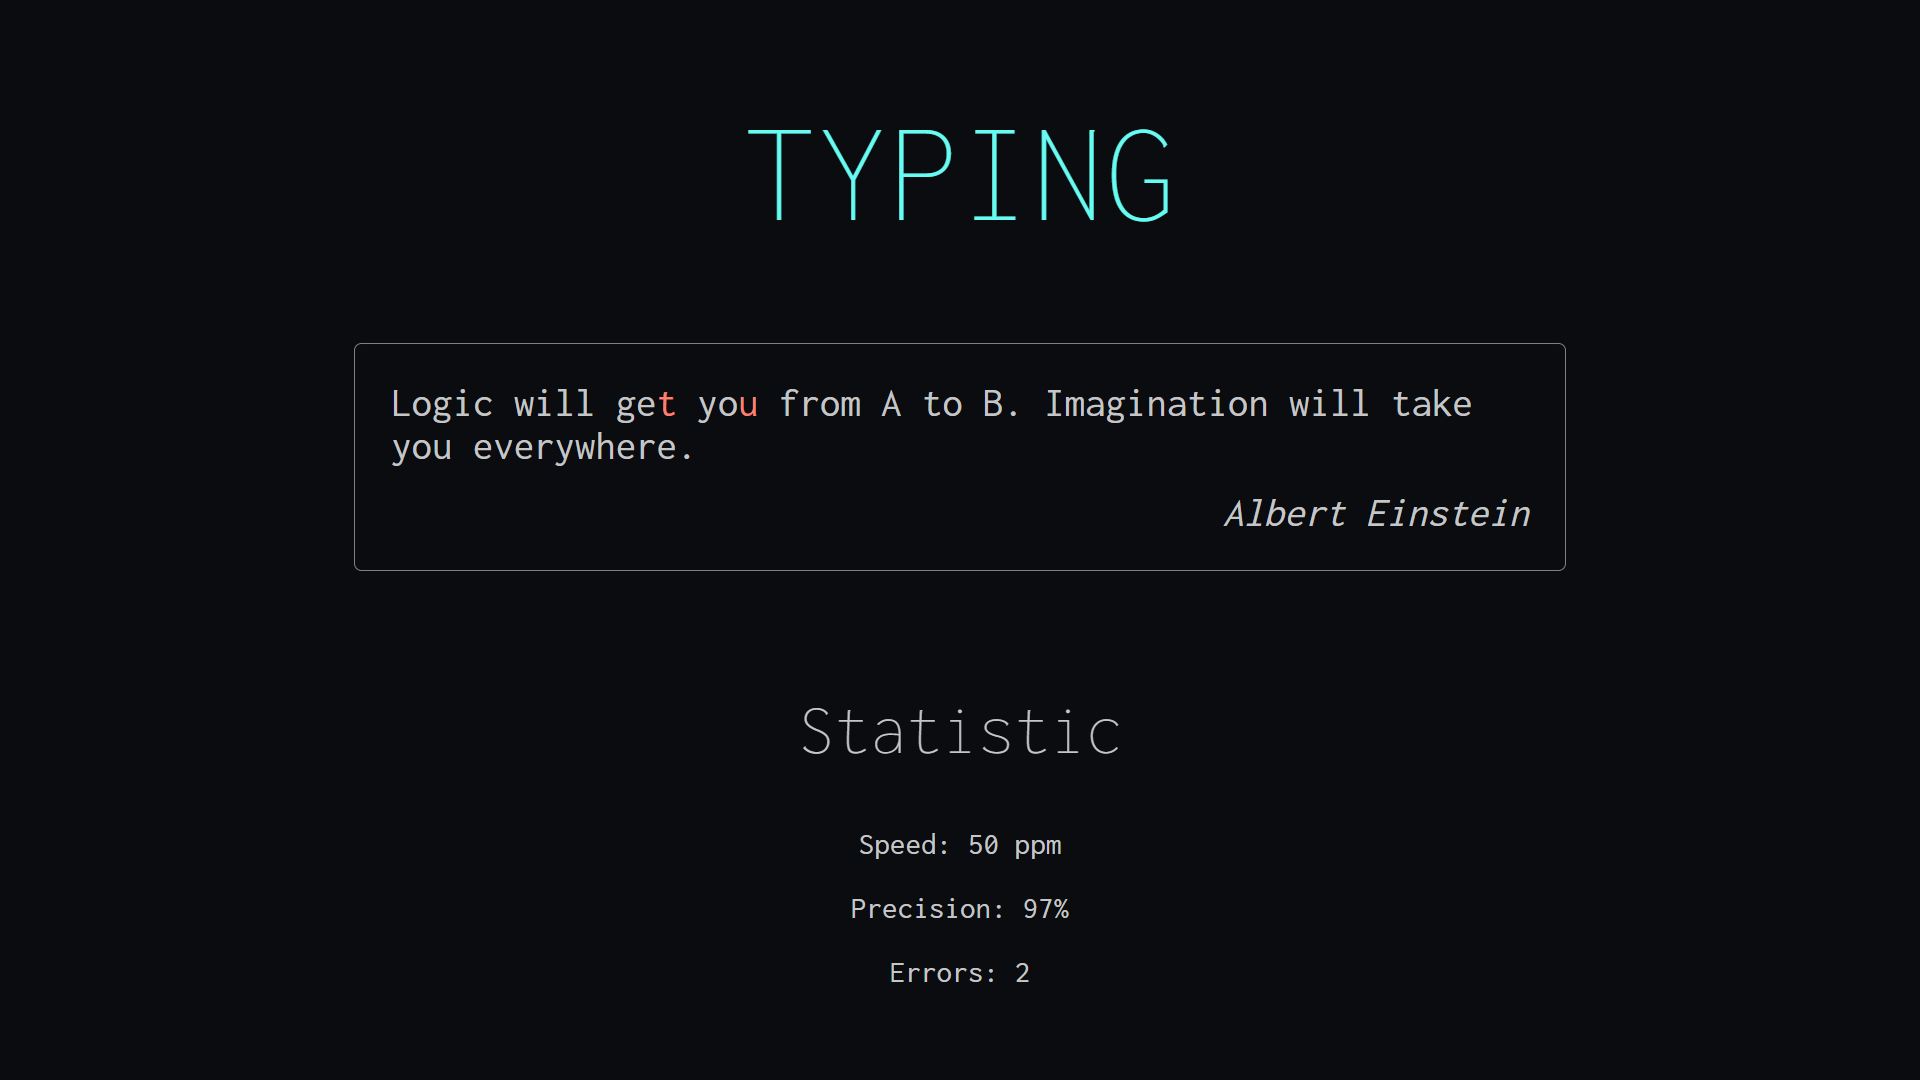 TYPING
Logic will get you from A to B. Imagination will take
you everywhere.
Albert Einstein
Statistic
Speed: 50 ppm
Precision: 97%
Errors: 2